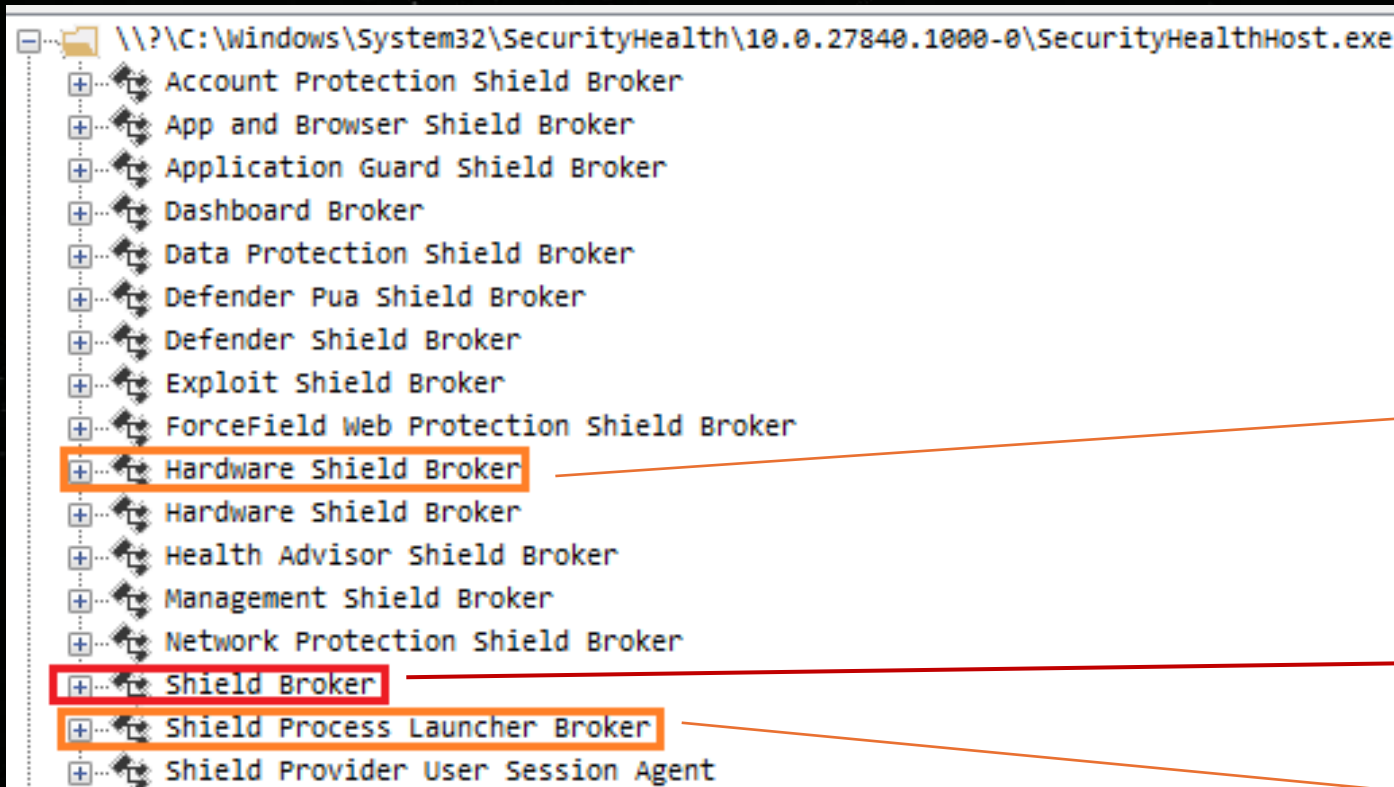 \\?\C:\Windows\System32\SecurityHealth\10.0.27840.1000-0\SecurityHealthHost.exe
Account Protection Shield Broker
App and Browser Shield Broker
Application Guard Shield Broker
Dashboard Broker
Data Protection Shield Broker
Defender Pua Shield Broker
Defender Shield Broker
Exploit Shield Broker
ForceField Web Protection Shield Broker
Hardware Shield Broker
Hardware Shield Broker
Health Advisor Shield Broker
Management Shield Broker
Network Protection Shield Broker
Shield Broker
Shield Process Launcher Broker
Shield Provider User Session Agent